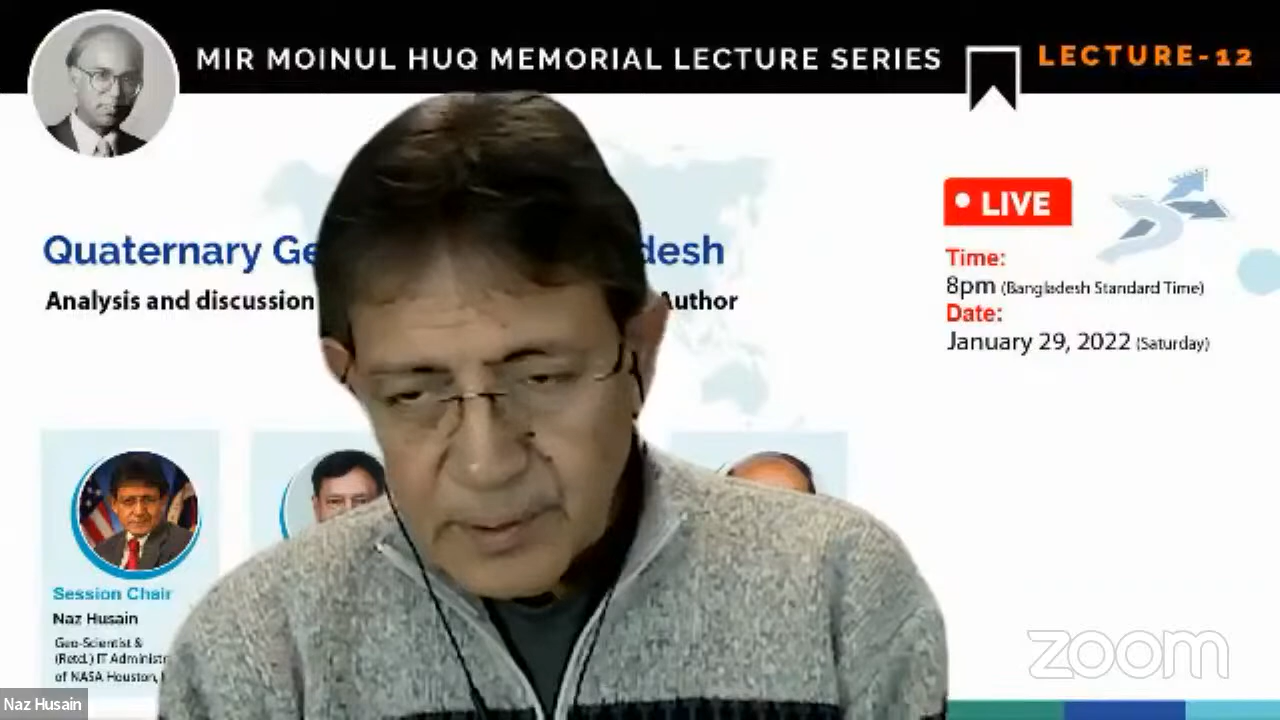 MIR MOINUL HUQ MEMORIAL LECTURE SERIES
LECTURE-12
LIVE
Quaternary Ge desh
Analysis and discussion Author
Time:
8pm (Bangladesh Standard Time)
Date:
January 29, 2022 (Saturday)
Session Chair
Naz Husain
Geo-Scientist &
(Retd.) IT Administr
of NASA Houston,
zoom
Naz Husain